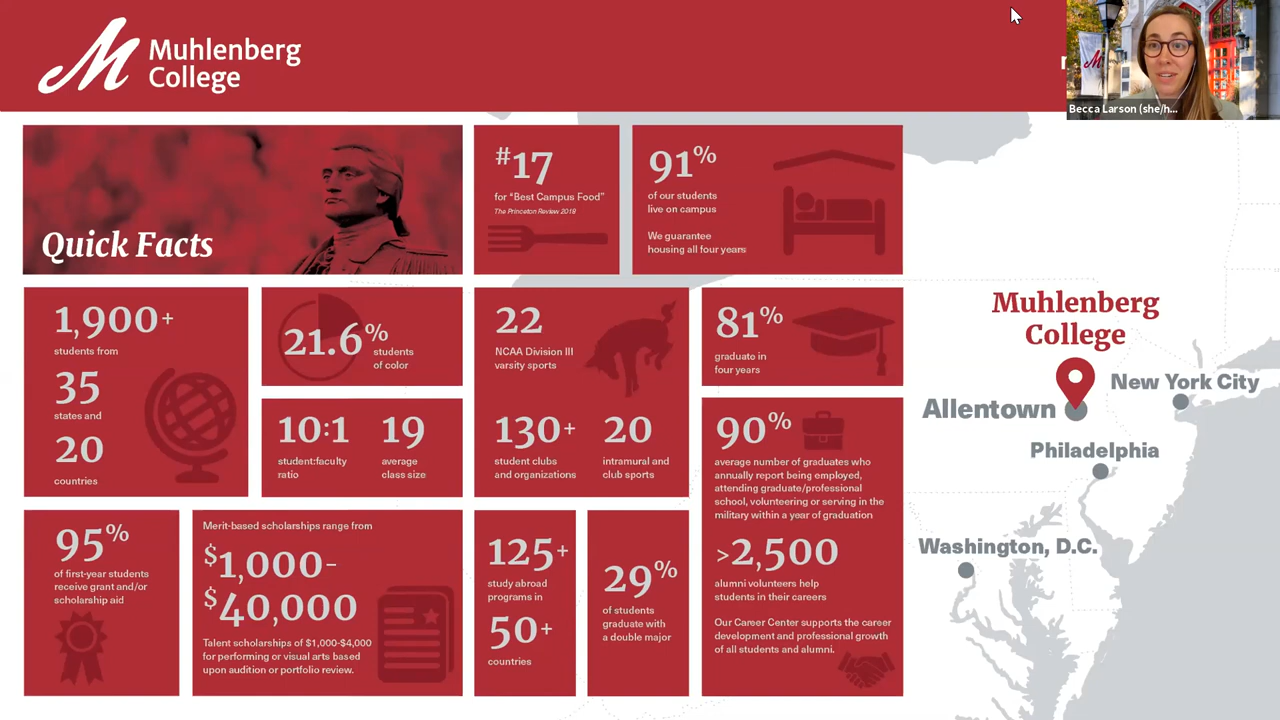 Muhlenberg
College
Becca Larson (she/h...
Quick Facts
#17
for "Best Campus Food"
The Princeton Review 2018
91%
of our students
live on campus
We guarantee
housing all four years
1,900+
students from
35
states and
20
countries
21.6%
students
of color
10:1
student:faculty
ratio
19
average
class size
22
NCAA Division III
varsity sports
130+
student clubs
and organizations
20
intramural and
club sports
81%
graduate in
four years
90%
average number of graduates who
annually report being employed,
attending graduate/professional
school, volunteering or serving in the
military within a year of graduation
>2,500
alumni volunteers help
students in their careers
Our Career Center supports the career
development and professional growth
of all students and alumni.
95%
of first-year students
receive grant and/or
scholarship aid
Merit-based scholarships range from
$1,000-
$40,000
Talent scholarships of $1,000-$4,000
for performing or visual arts based
upon audition or portfolio review.
125+
study abroad
programs in
50+
countries
29%
of students
graduate with
a double major
Muhlenberg
College
New York City
Allentown
Philadelphia
Washington, D.C.